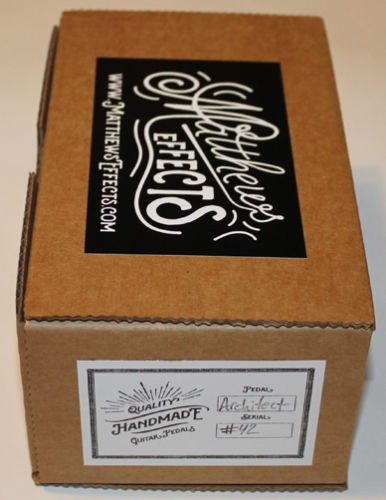 Matthews
EFFECTS
WWW.MATTHEWSEFFECTS.COM
QUALITY
HANDMADE
GUITAR PEDALS
PEDAL
Architect
SERIAL
#42